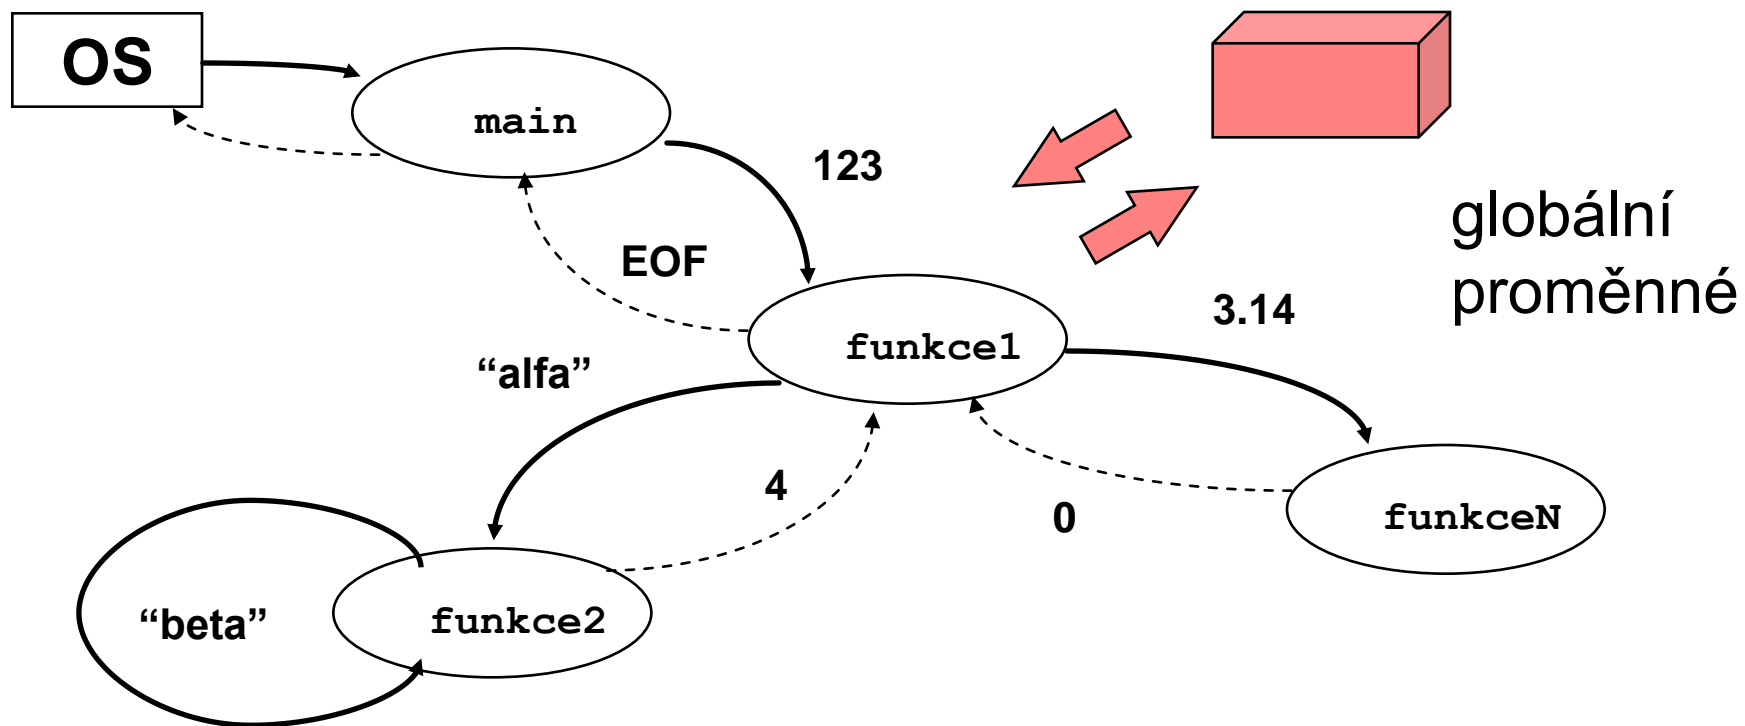 OS
main
123
globální
proměnné
EOF
3.14
funkce1
“alfa”
4
0
funkceN
“beta”
funkce2